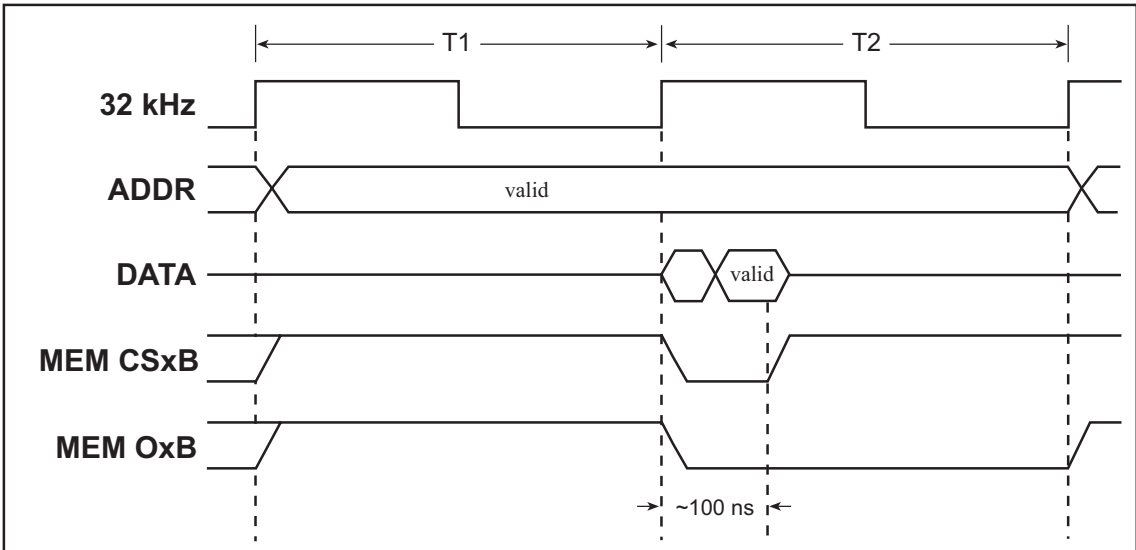 T1 T2
32 kHz
ADDR valid
DATA valid
MEM CSxB
MEM OxB
~100 ns